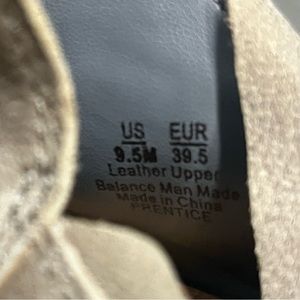 US EUR
9.5M 39.5
Leather Upper
Balance Man Made
Made in China
PRENTICE